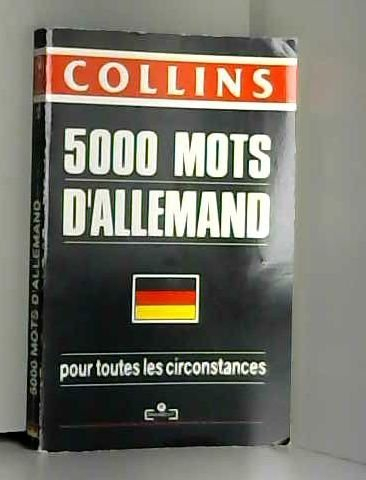 COLLINS
5000 MOTS
D'ALLEMAND
pour toutes les circonstances
5000 MOTS D'ALLEMAND